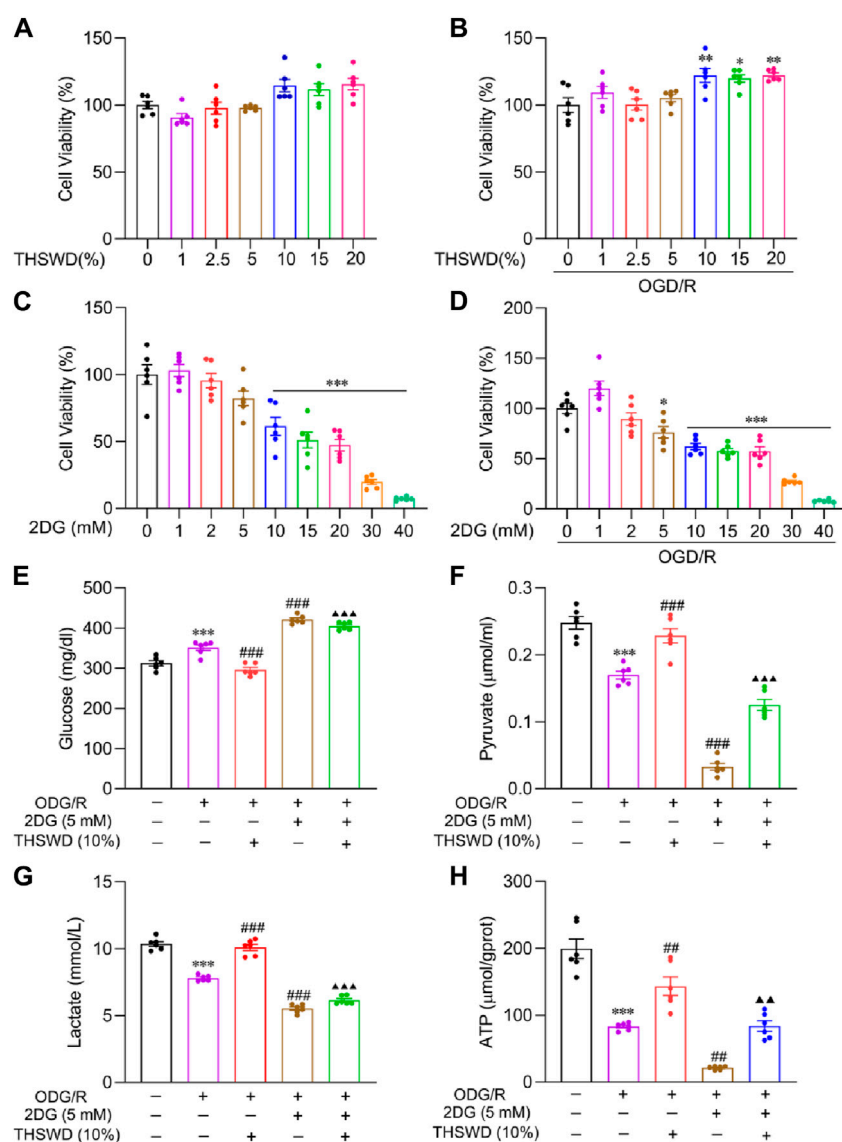 A
Cell Viability (%)
150
100
50
0
THSWD(%)
0 1 2.5 5 10 15 20
B
Cell Viability (%)
150
100
50
0
** * **
THSWD(%)
0 1 2.5 5 10 15 20
OGD/R
C
Cell Viability (%)
150
100
50
0
***
2DG (mM)
0 1 2 5 10 15 20 30 40
D
Cell Viability (%)
200
150
100
50
0
* ***
2DG (mM)
0 1 2 5 10 15 20 30 40
OGD/R
E
Glucose (mg/dl)
500
400
300
200
100
0
*** ### ### ▲▲▲
ODG/R – + + + +
2DG (5 mM) – – – + +
THSWD (10%) – – + – +
F
Pyruvate (μmol/ml)
0.3
0.2
0.1
0.0
*** ### ### ▲▲▲
ODG/R – + + + +
2DG (5 mM) – – – + +
THSWD (10%) – – + – +
G
Lactate (mmol/L)
15
10
5
0
*** ### ### ▲▲▲
ODG/R – + + + +
2DG (5 mM) – – – + +
THSWD (10%) – – + – +
H
ATP (μmol/gprot)
300
200
100
0
*** ## ## ▲▲
ODG/R – + + + +
2DG (5 mM) – – – + +
THSWD (10%) – – + – +